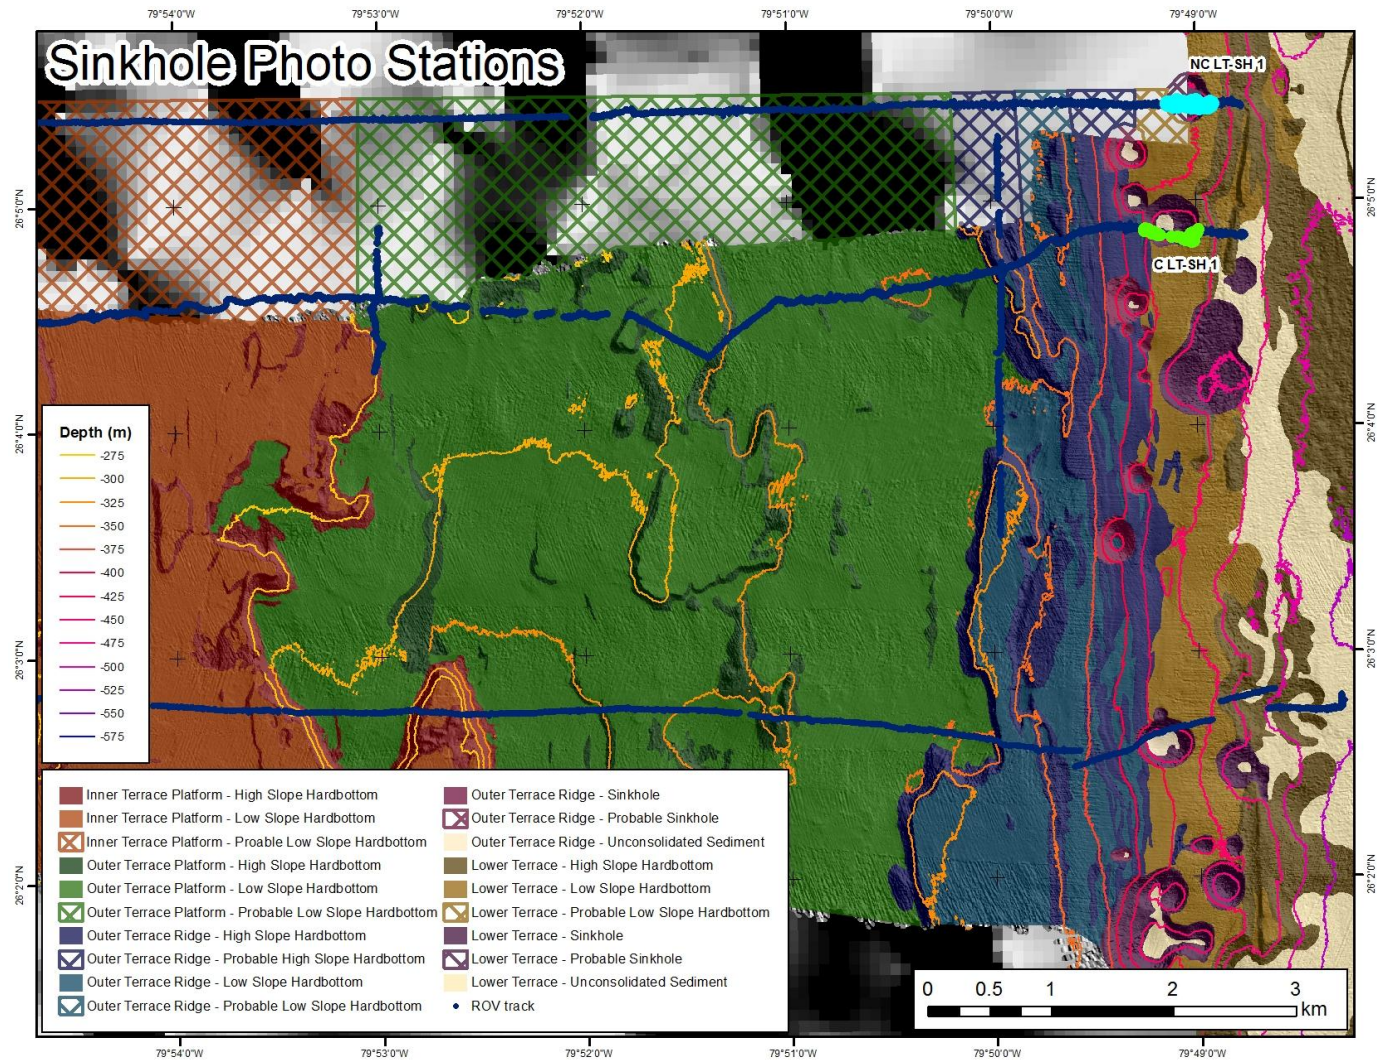 79°54'0"W 79°53'0"W 79°52'0"W 79°51'0"W 79°50'0"W 79°49'0"W
Sinkhole Photo Stations
NC LT-SH 1
26°5'0"N 26°5'0"N
C LT-SH 1
26°4'0"N 26°4'0"N
Depth (m)
-275
-300
-325
-350
-375
-400
-425
-450
-475
-500
-525
-550
-575
26°3'0"N 26°3'0"N
Inner Terrace Platform - High Slope Hardbottom
Inner Terrace Platform - Low Slope Hardbottom
Inner Terrace Platform - Proable Low Slope Hardbottom
Outer Terrace Platform - High Slope Hardbottom
Outer Terrace Platform - Low Slope Hardbottom
Outer Terrace Platform - Probable Low Slope Hardbottom
Outer Terrace Ridge - High Slope Hardbottom
Outer Terrace Ridge - Probable High Slope Hardbottom
Outer Terrace Ridge - Low Slope Hardbottom
Outer Terrace Ridge - Probable Low Slope Hardbottom
Outer Terrace Ridge - Sinkhole
Outer Terrace Ridge - Probable Sinkhole
Outer Terrace Ridge - Unconsolidated Sediment
Lower Terrace - High Slope Hardbottom
Lower Terrace - Low Slope Hardbottom
Lower Terrace - Probable Low Slope Hardbottom
Lower Terrace - Sinkhole
Lower Terrace - Probable Sinkhole
Lower Terrace - Unconsolidated Sediment
ROV track
26°2'0"N 26°2'0"N
0 0.5 1 2 3
km
79°54'0"W 79°53'0"W 79°52'0"W 79°51'0"W 79°50'0"W 79°49'0"W